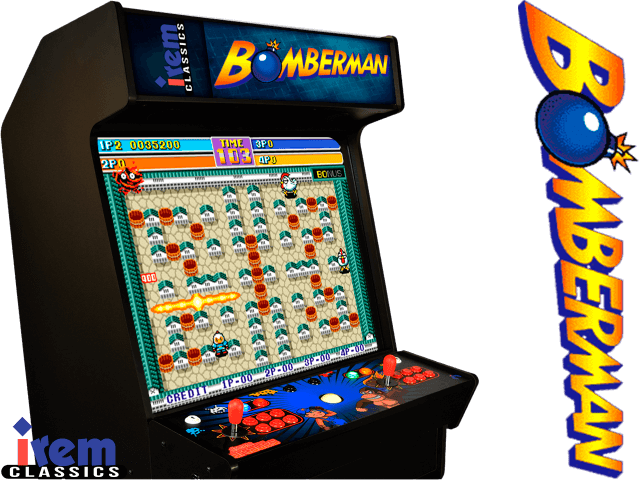 irem
CLASSICS
BOMBERMAN
1P2 0035200
TIME
103
3P0
2P0
4P0
BONUS
CREDIT 1P-00 2P-00 3P-00 4P-00
irem
CLASSICS
BOMBERMAN